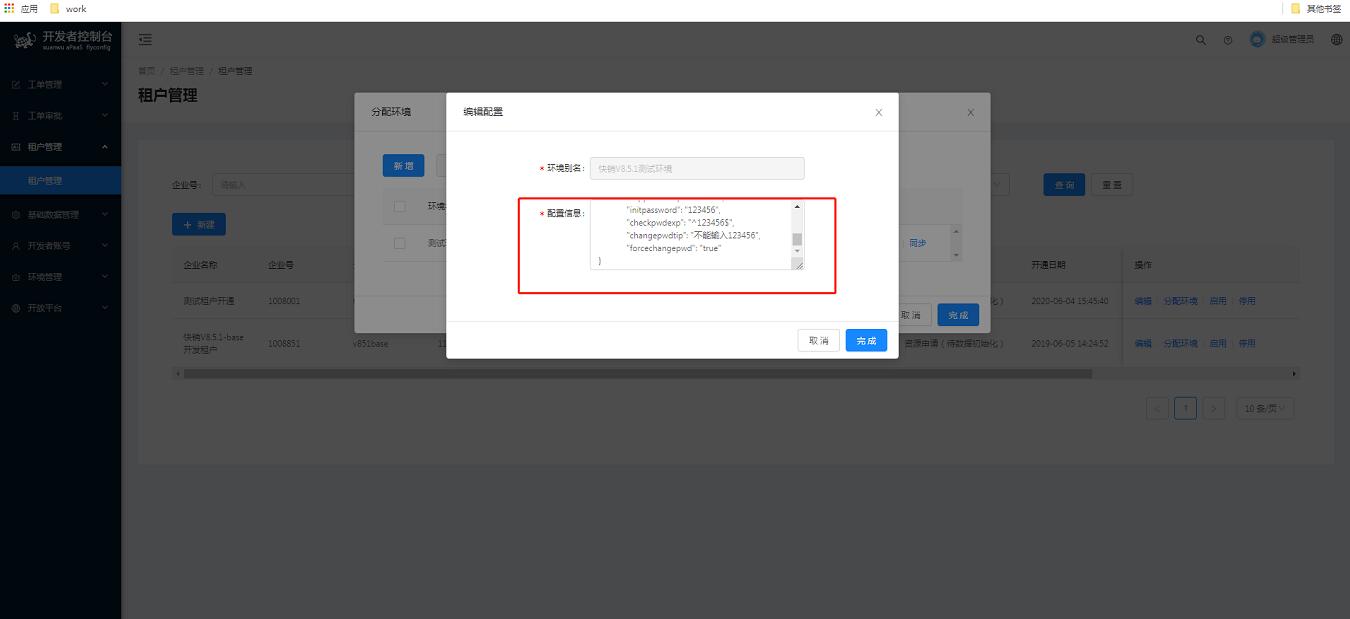 应用
work
其他书签
开发者控制台
xuanwu aPaaS flyconfig
超级管理员
工单管理
工单审批
租户管理
租户管理
基础数据管理
开发者账号
环境管理
开放平台
首页 / 租户管理 / 租户管理
租户管理
企业号: 请输入
查 询
重 置
+ 新建
企业名称
企业号
开通日期
操作
测试租户开通
1008001
2020-06-04 15:45:40
编辑 分配环境 启用 停用
快销V8.5.1-base
开发租户
1008851
v851base
11
资源申请 ( 待数据初始化 )
2019-06-05 14:24:52
编辑 分配环境 启用 停用
< 1 >
10 条/页
分配环境
新 增
环境
测试
同步
取 消
完 成
编辑配置
* 环境别名: 快销V8.5.1测试环境
* 配置信息:
"initpassword": "123456",
"checkpwdexp": "^123456$",
"changepwdtip": "不能输入123456",
"forcechangepwd": "true"
}
取 消
完 成